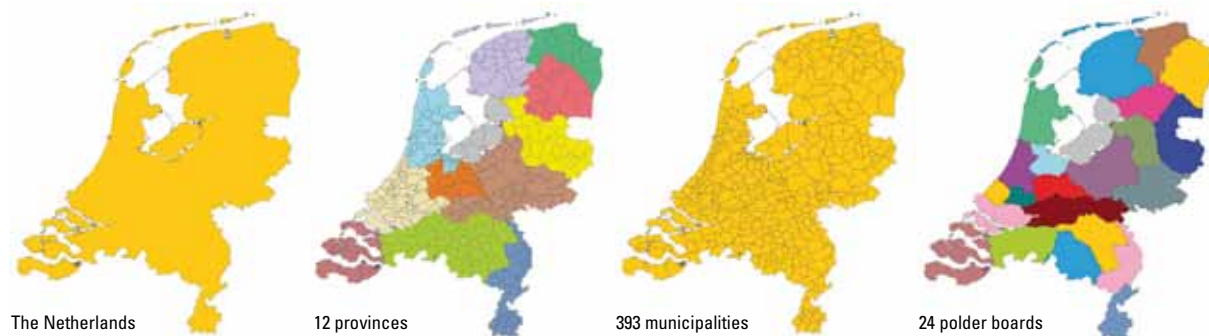 The Netherlands
12 provinces
393 municipalities
24 polder boards